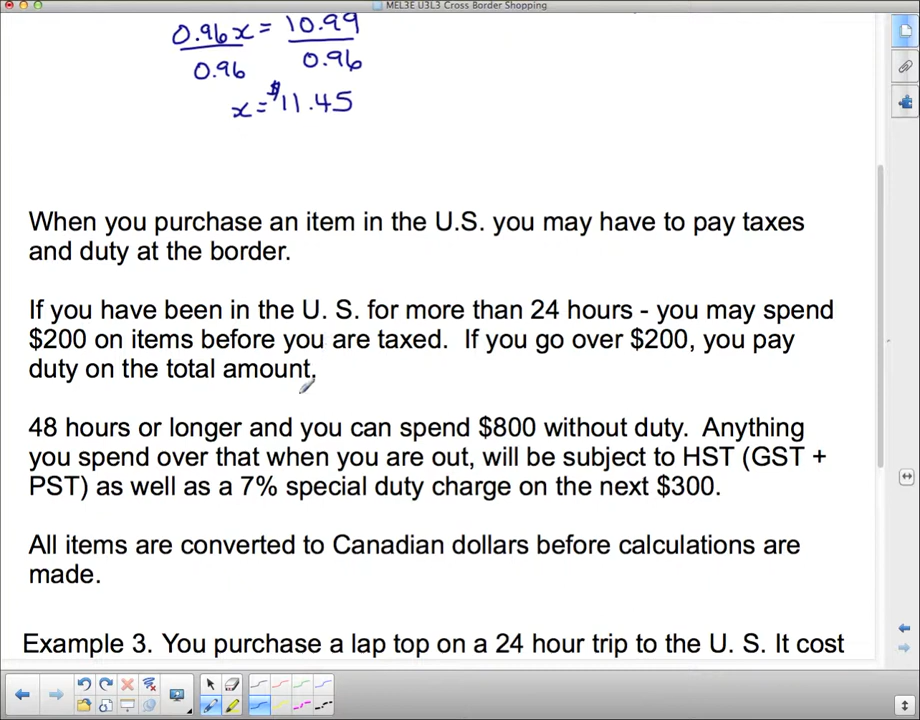 MEL3E U3L3 Cross Border Shopping
0.96x = 10.99
0.96 0.96
x = $11.45
When you purchase an item in the U.S. you may have to pay taxes
and duty at the border.
If you have been in the U. S. for more than 24 hours - you may spend
$200 on items before you are taxed. If you go over $200, you pay
duty on the total amount.
48 hours or longer and you can spend $800 without duty. Anything
you spend over that when you are out, will be subject to HST (GST +
PST) as well as a 7% special duty charge on the next $300.
All items are converted to Canadian dollars before calculations are
made.
Example 3. You purchase a lap top on a 24 hour trip to the U. S. It cost